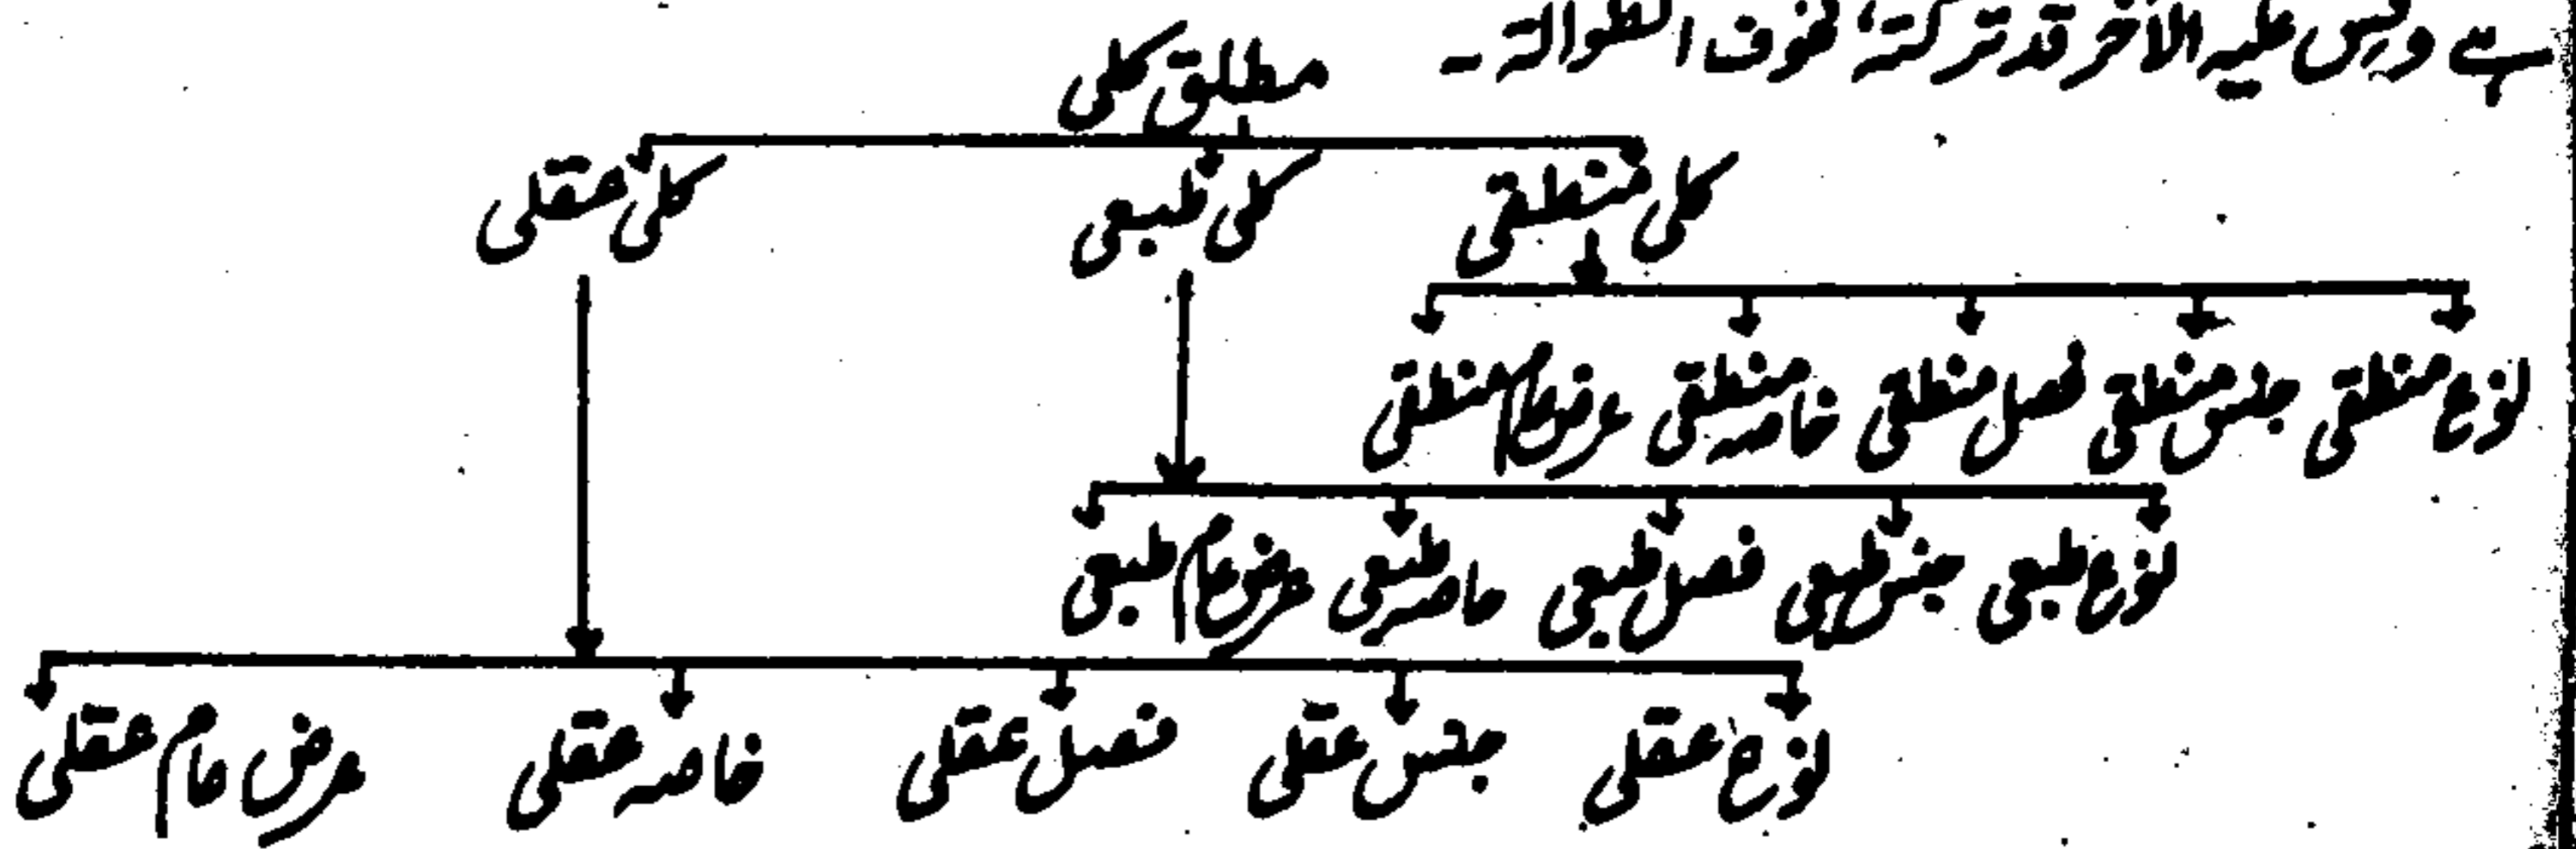 ہے وقس علیہ الآخر قد ترکتہ، لخوف الطوالۃ ۔
مطلق کلی
کلی منطقی کلی طبعی کلی عقلی
نوع منطقی جنس منطقی فصل منطقی خاصہ منطقی عرض عام منطقی
نوع طبعی جنس طبعی فصل طبعی خاصہ طبعی عرض عام طبعی
نوع عقلی جنس عقلی فصل عقلی خاصہ عقلی عرض عام عقلی